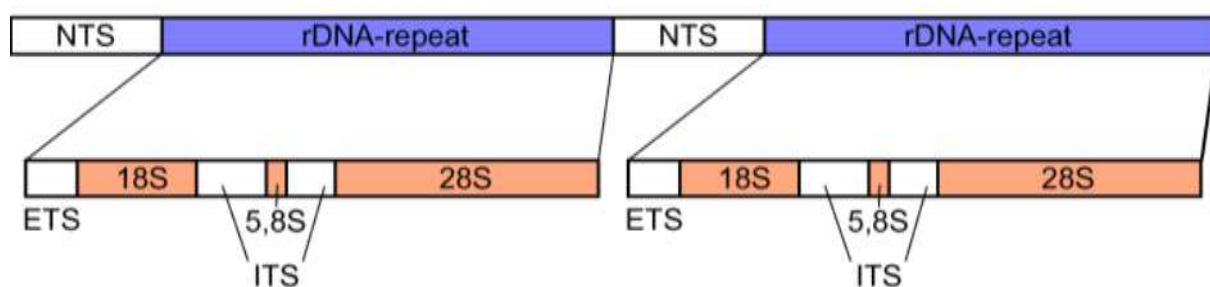 NTS rDNA-repeat NTS rDNA-repeat
18S 28S 18S 28S
ETS 5,8S ETS 5,8S
ITS ITS